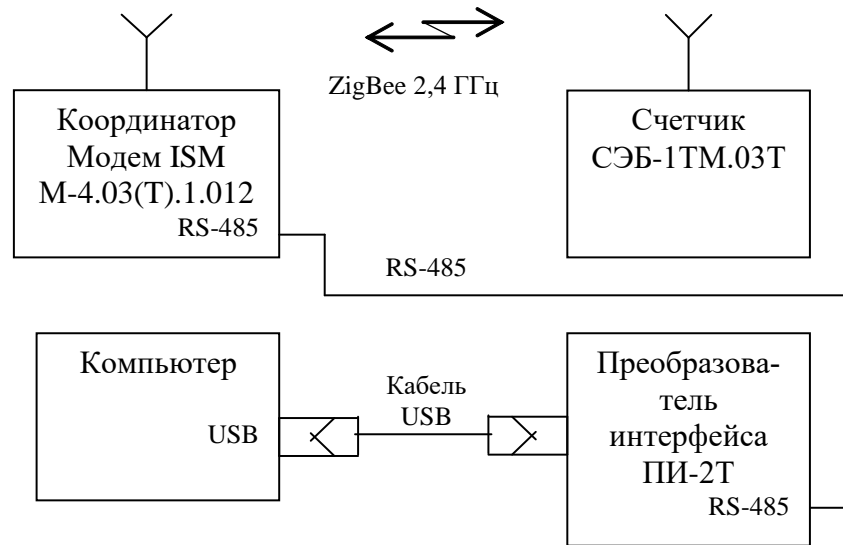 ZigBee 2,4 ГГц
Координатор
Модем ISM
М-4.03(Т).1.012
RS-485
Счетчик
СЭБ-1ТМ.03Т
RS-485
Компьютер
USB
Кабель
USB
Преобразова-
тель
интерфейса
ПИ-2Т
RS-485